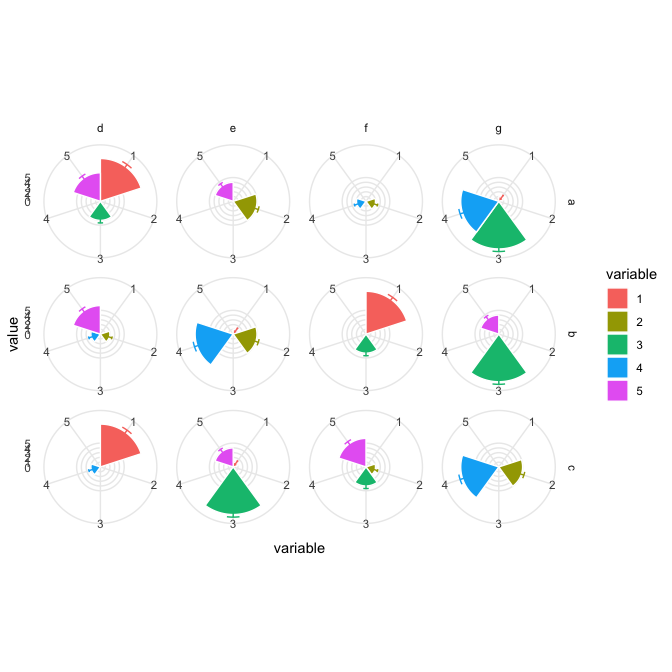 d e f g
5 1 5 1 5 1 5 1
4 2 4 2 4 2 4 2
3 3 3 3
a
5 1 5 1 5 1 5 1
4 2 4 2 4 2 4 2
3 3 3 3
b
5 1 5 1 5 1 5 1
4 2 4 2 4 2 4 2
3 3 3 3
c
value
variable
variable
1
2
3
4
5